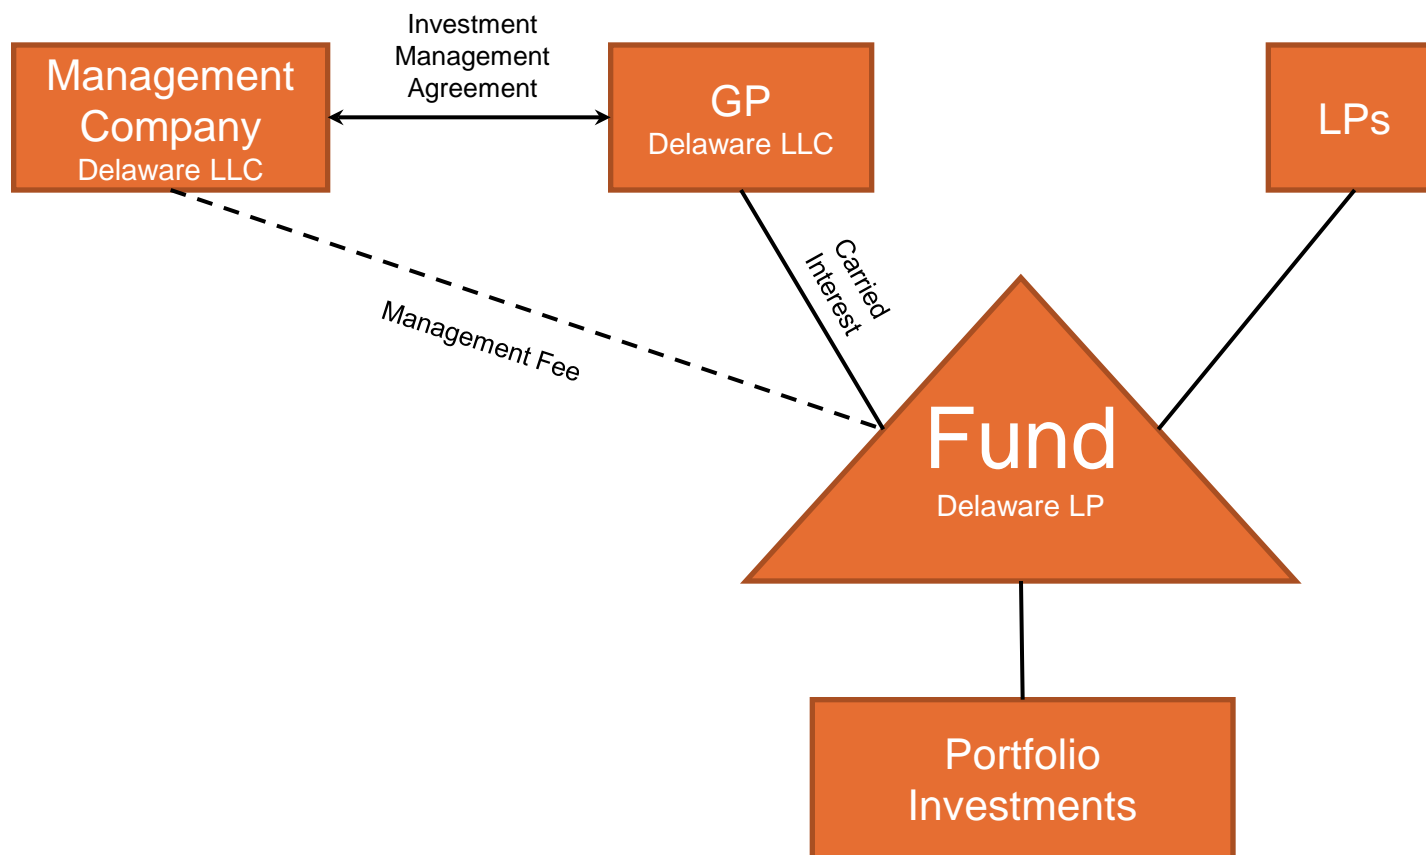 Investment
Management
Agreement
Management
Company
Delaware LLC
GP
Delaware LLC
LPs
Carried
Interest
Management Fee
Fund
Delaware LP
Portfolio
Investments